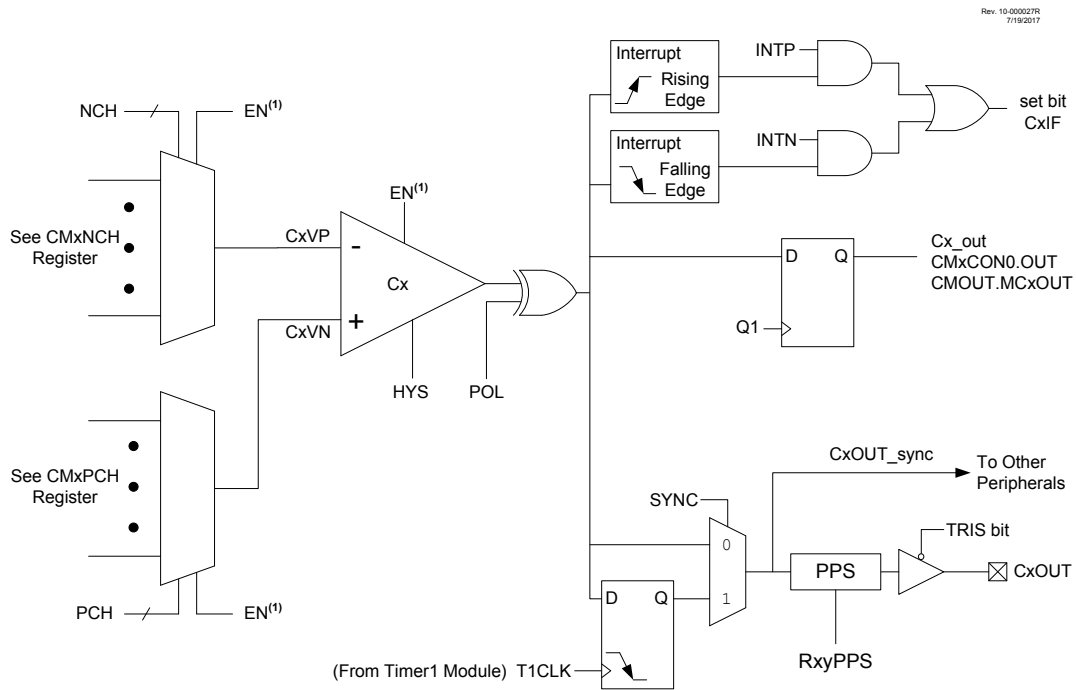 Rev. 10-000027R
7/19/2017
Interrupt
Rising
Edge
INTP
set bit
CxIF
Interrupt
Falling
Edge
INTN
NCH
EN(1)
See CMxNCH
Register
CxVP
-
EN(1)
Cx
+
CxVN
HYS
POL
D Q
Q1
Cx_out
CMxCON0.OUT
CMOUT.MCxOUT
See CMxPCH
Register
PCH
EN(1)
CxOUT_sync
To Other
Peripherals
SYNC
0
1
TRIS bit
PPS
CxOUT
RxyPPS
D Q
(From Timer1 Module) T1CLK